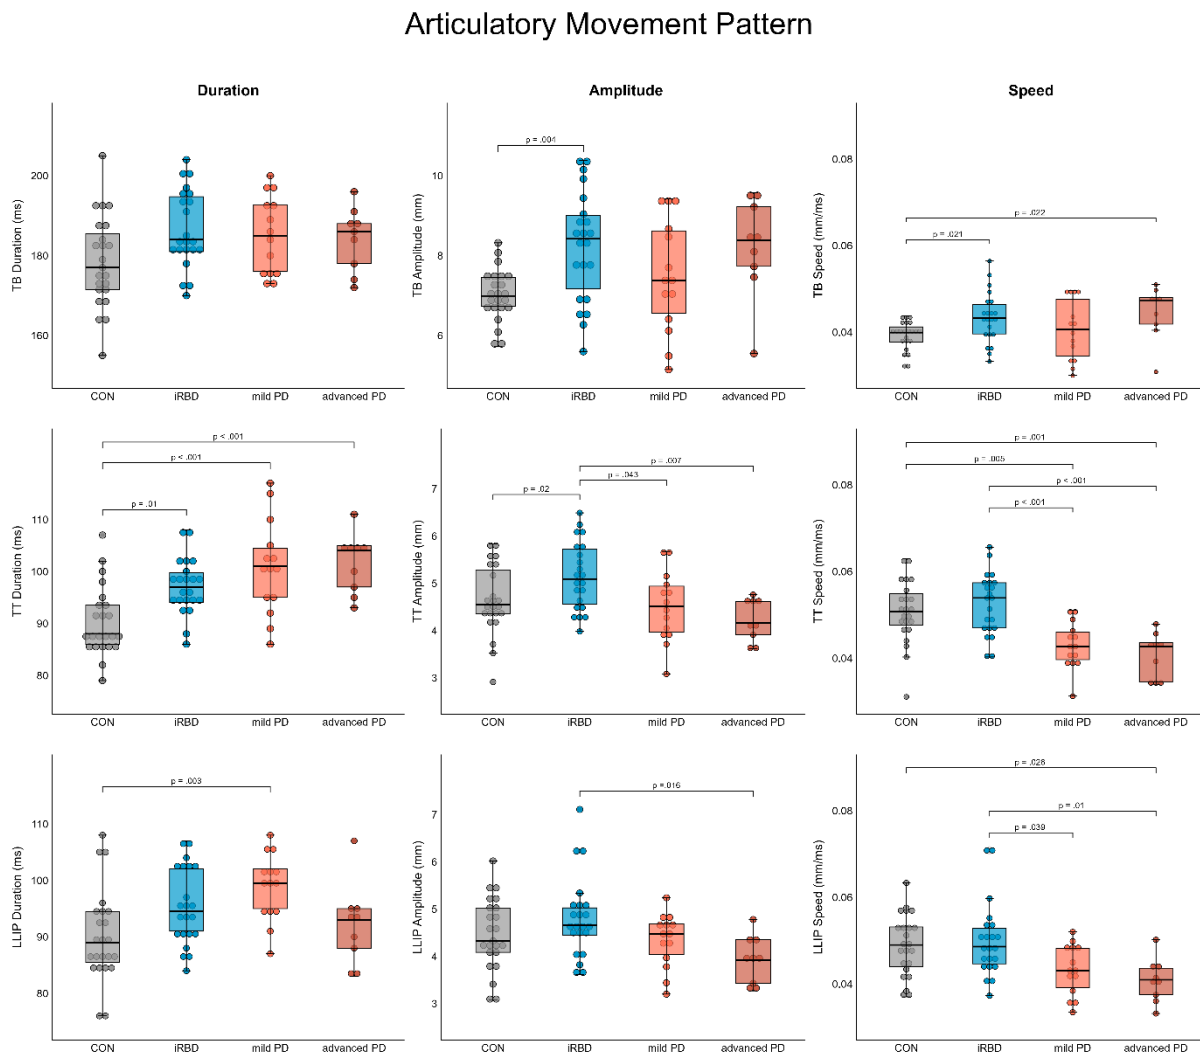 Articulatory Movement Pattern
Duration
Amplitude
Speed
TB Duration (ms)
200
180
160
CON
iRBD
mild PD
advanced PD
TB Amplitude (mm)
10
8
6
p = .004
CON
iRBD
mild PD
advanced PD
TB Speed (mm/ms)
0.08
0.06
0.04
p = .022
p = .021
CON
iRBD
mild PD
advanced PD
TT Duration (ms)
110
100
90
80
p < .001
p < .001
p = .01
CON
iRBD
mild PD
advanced PD
TT Amplitude (mm)
7
6
5
4
3
p = .007
p = .043
p = .02
CON
iRBD
mild PD
advanced PD
TT Speed (mm/ms)
0.08
0.06
0.04
p = .001
p = .005
p < .001
p < .001
CON
iRBD
mild PD
advanced PD
LLIP Duration (ms)
110
100
90
80
p = .003
CON
iRBD
mild PD
advanced PD
LLIP Amplitude (mm)
7
6
5
4
3
p =.016
CON
iRBD
mild PD
advanced PD
LLIP Speed (mm/ms)
0.08
0.06
0.04
p = .028
p = .01
p = .039
CON
iRBD
mild PD
advanced PD